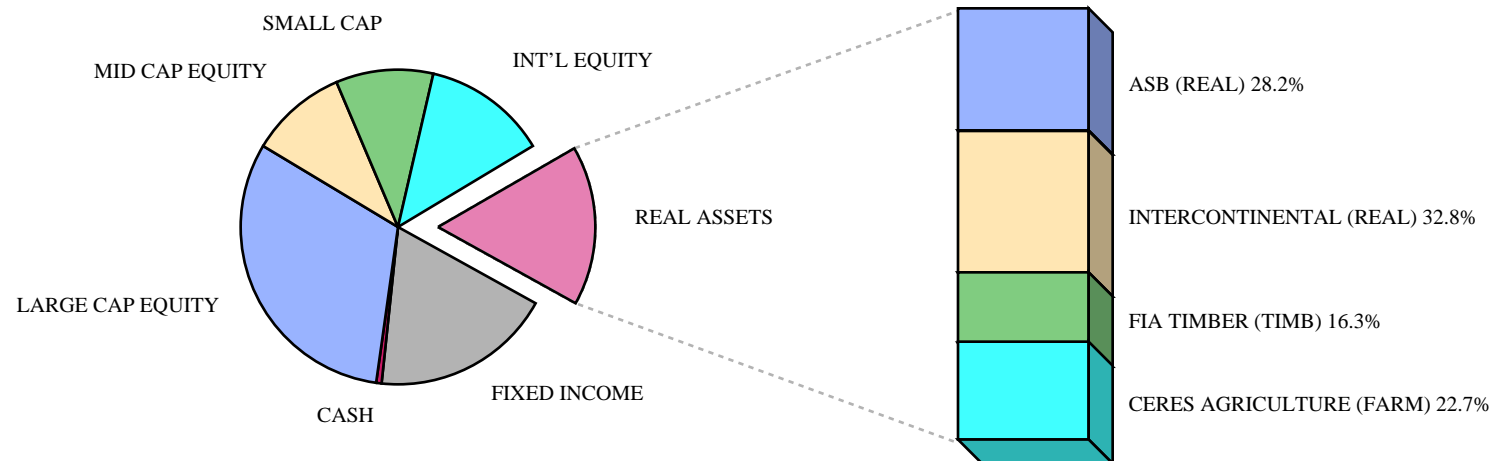 SMALL CAP
INT'L EQUITY
MID CAP EQUITY
ASB (REAL) 28.2%
REAL ASSETS
INTERCONTINENTAL (REAL) 32.8%
LARGE CAP EQUITY
FIA TIMBER (TIMB) 16.3%
FIXED INCOME
CASH
CERES AGRICULTURE (FARM) 22.7%